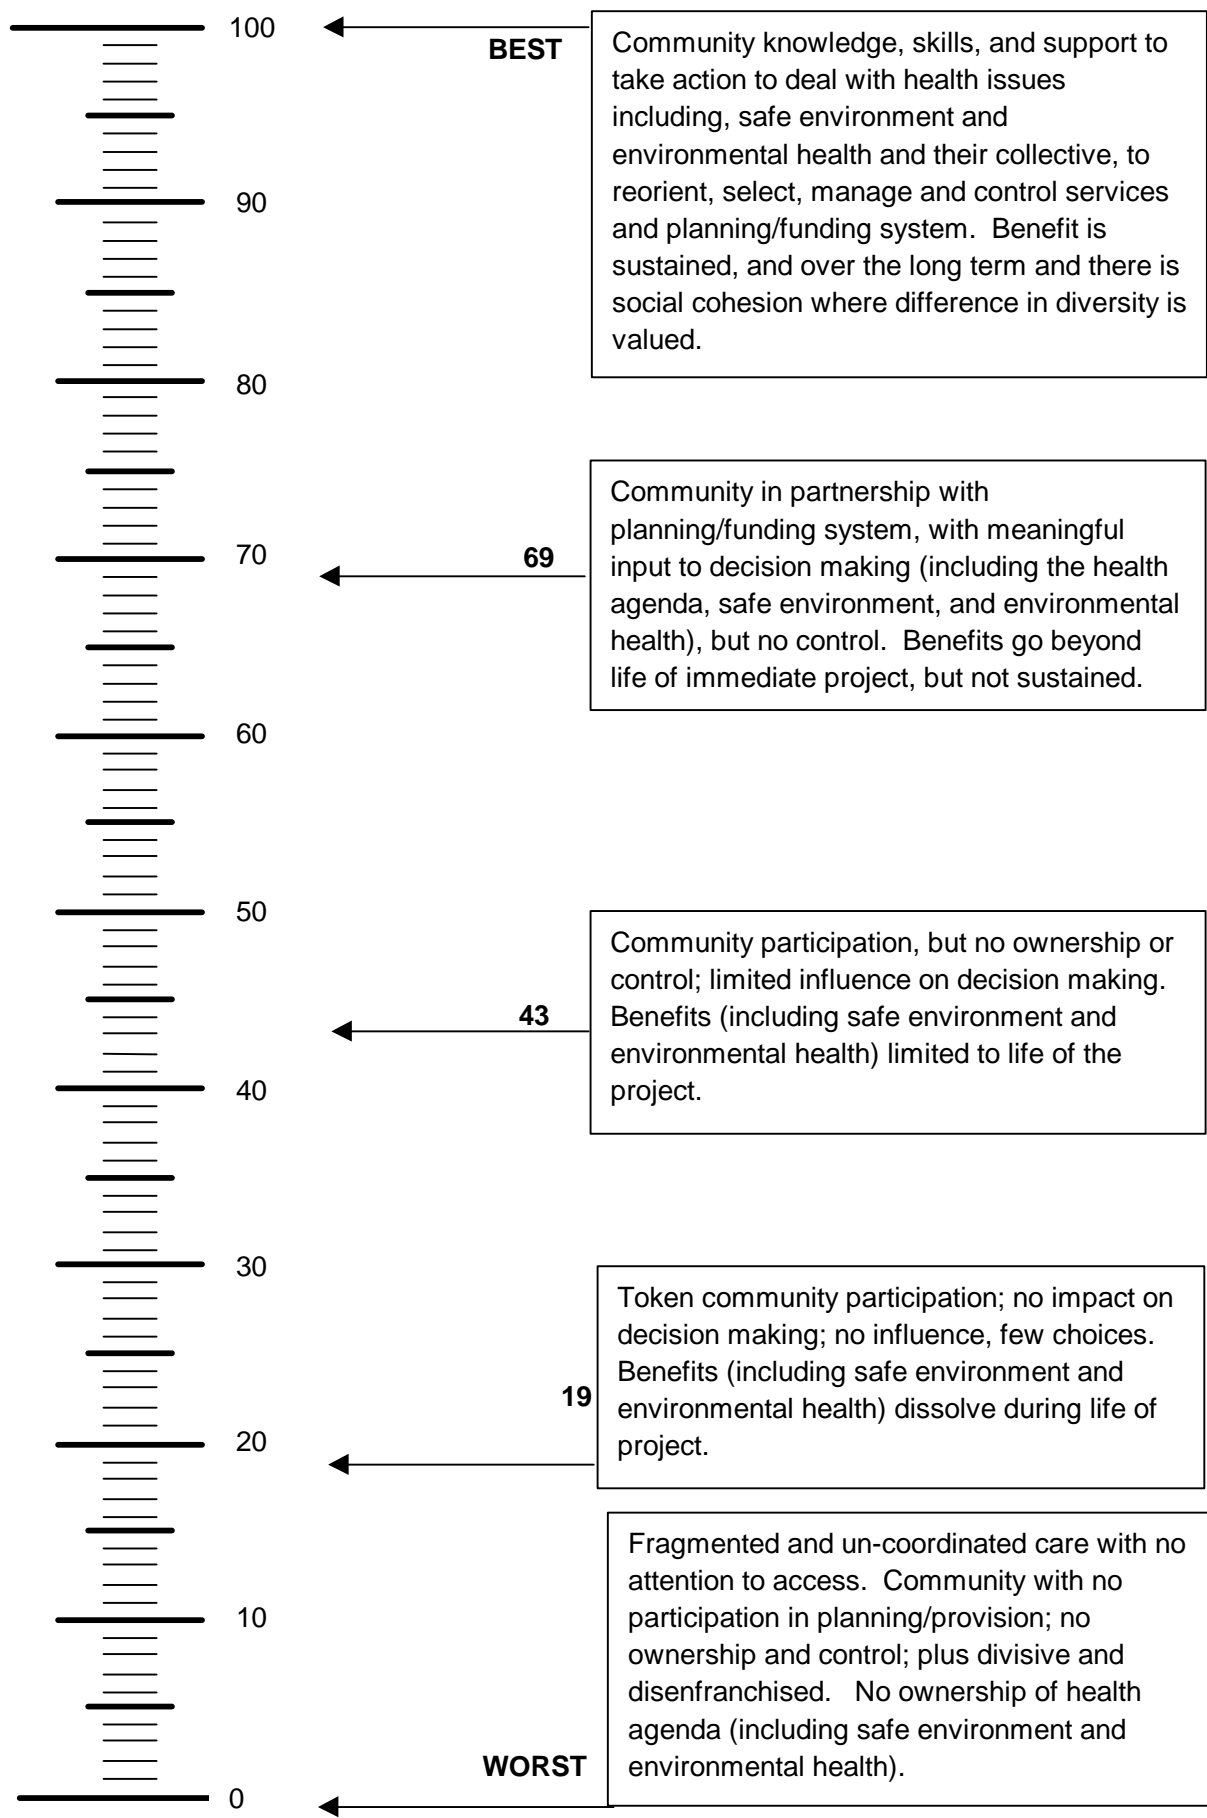 100
BEST
Community knowledge, skills, and support to
take action to deal with health issues
including, safe environment and
environmental health and their collective, to
reorient, select, manage and control services
and planning/funding system.  Benefit is
sustained, and over the long term and there is
social cohesion where difference in diversity is
valued.
90
80
70
69
Community in partnership with
planning/funding system, with meaningful
input to decision making (including the health
agenda, safe environment, and environmental
health), but no control.  Benefits go beyond
life of immediate project, but not sustained.
60
50
43
Community participation, but no ownership or
control; limited influence on decision making.
Benefits (including safe environment and
environmental health) limited to life of the
project.
40
30
19
Token community participation; no impact on
decision making; no influence, few choices.
Benefits (including safe environment and
environmental health) dissolve during life of
project.
20
10
Fragmented and un-coordinated care with no
attention to access.  Community with no
participation in planning/provision; no
ownership and control; plus divisive and
disenfranchised.   No ownership of health
agenda (including safe environment and
environmental health).
WORST
0